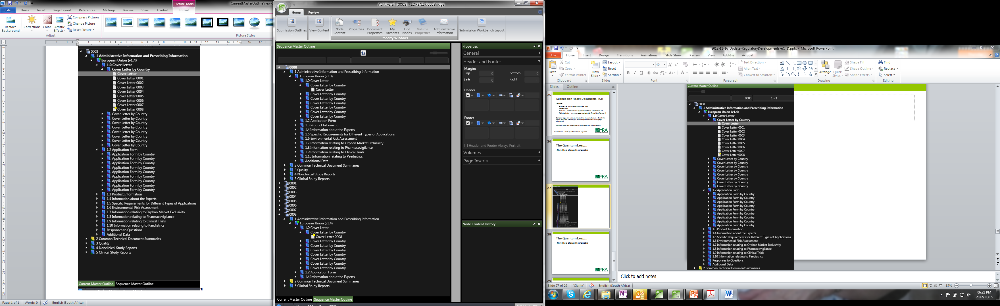 Picture Tools
CurrentMasterOutlineView-
File Home Insert Page Layout References Mailings Review View Acrobat Format
Remove Background
Corrections
Color
Artistic Effects
Compress Pictures
Change Picture
Reset Picture
Adjust
Picture Styles
0008
1 Administrative Information and Prescribing Information
European Union (v1.4)
1.0 Cover Letter
Cover Letter by Country
Cover Letter
Cover Letter 0001
Cover Letter 0002
Cover Letter 0003
Cover Letter 0004
Cover Letter 0005
Cover Letter 0006
Cover Letter 0007
Cover Letter 0008
Cover Letter by Country
Cover Letter by Country
Cover Letter by Country
Cover Letter by Country
Cover Letter by Country
Cover Letter by Country
Cover Letter by Country
Cover Letter by Country
1.2 Application Form
Application Form by Country
Application Form by Country
Application Form by Country
Application Form by Country
Application Form by Country
Application Form by Country
Application Form by Country
Application Form by Country
Application Form by Country
1.3 Product Information
1.4 Information about the Experts
1.5 Specific Requirements for Different Types of Applications
1.6 Environmental Risk Assessment
1.7 Information relating to Orphan Market Exclusivity
1.8 Information relating to Pharmacovigilance
1.9 Information relating to Clinical Trials
1.10 Information relating to Paediatrics
Responses to Questions
Additional Data
2 Common Technical Document Summaries
3 Quality
4 Nonclinical Study Reports
5 Clinical Study Reports
Current Master Outline Sequence Master Outline
Page: 1 of 1 Words: 0 English (South Africa)
Acktikerall (0008) - LORENZ docuBridge
Home Review
Submission Outlines
View Content
Node Content
Properties
Document Properties
My Favorites
Find Nodes
Volume Properties
Administrative Information
Submission Workbench Layout
Property Windows
Sequence Master Outline
0000
1 Administrative Information and Prescribing Information
European Union (v1.3)
1.0 Cover Letter
Cover Letter by Country
Cover Letter
Cover Letter by Country
Cover Letter by Country
Cover Letter by Country
Cover Letter by Country
Cover Letter by Country
Cover Letter by Country
1.2 Application Form
1.3 Product Information
1.4 Information about the Experts
1.5 Specific Requirements for Different Types of Applications
1.6 Environmental Risk Assessment
1.7 Information relating to Orphan Market Exclusivity
1.8 Information relating to Pharmacovigilance
1.9 Information relating to Clinical Trials
1.10 Information relating to Paediatrics
Additional Data
2 Common Technical Document Summaries
3 Quality
4 Nonclinical Study Reports
5 Clinical Study Reports
0001
0002
0003
0004
0005
0006
0007
0008
1 Administrative Information and Prescribing Information
European Union (v1.4)
1.0 Cover Letter
Cover Letter by Country
Cover Letter 0008
Cover Letter by Country
Cover Letter by Country
Cover Letter by Country
Cover Letter by Country
Cover Letter by Country
Cover Letter by Country
Cover Letter by Country
1.2 Application Form
1.4 Information about the Experts
2 Common Technical Document Summaries
5 Clinical Study Reports
Current Master Outline Sequence Master Outline
Properties
General
Header and Footer
Margins
Top 0 Bottom 0
Left 0 Right 0
Header
Footer
Header and Footer Always Portrait
Volumes
Page Inserts
Node Content History
2012-11-16_Update-RegulatoryDevelopments-eCTD.pptx - Microsoft PowerPoint
File Home Insert Design Transitions Animations Slide Show Review View Add-Ins Acrobat
Paste
Cut
Copy
Format Painter
Clipboard
New Slide
Layout
Reset
Section
Slides
40
Font
Text Direction
Align Text
Convert to SmartArt
Paragraph
Arrange
Quick Styles
Shape Fill
Shape Outline
Shape Effects
Drawing
Find
Replace
Select
Editing
Slides Outline
25
Submission Ready Documents - ICH
Fonts:
MRA
26
The Quantum Leap...
More like a change in perspective
MRA
27
28
The Quantum Leap...
More like a change in perspective
MRA
29
Current Master Outline
0000 1 - 3
0008
1 Administrative Information and Prescribing Information
European Union (v1.4)
1.0 Cover Letter
Cover Letter by Country
Cover Letter
Cover Letter 0001
Cover Letter 0002
Cover Letter 0003
Cover Letter 0004
Cover Letter 0005
Cover Letter 0006
Cover Letter 0007
Cover Letter 0008
Cover Letter by Country
Cover Letter by Country
Cover Letter by Country
Cover Letter by Country
Cover Letter by Country
Cover Letter by Country
Cover Letter by Country
Cover Letter by Country
1.2 Application Form
Application Form by Country
Application Form by Country
Application Form by Country
Application Form by Country
Application Form by Country
Application Form by Country
Application Form by Country
Application Form by Country
Application Form by Country
1.3 Product Information
1.4 Information about the Experts
1.5 Specific Requirements for Different Types of Applications
1.6 Environmental Risk Assessment
1.7 Information relating to Orphan Market Exclusivity
1.8 Information relating to Pharmacovigilance
1.9 Information relating to Clinical Trials
1.10 Information relating to Paediatrics
Responses to Questions
Additional Data
2 Common Technical Document Summaries
Click to add notes
Slide 27 of 29 "Clarity" English (South Africa) 87%
06:21 PM
2012/11/15